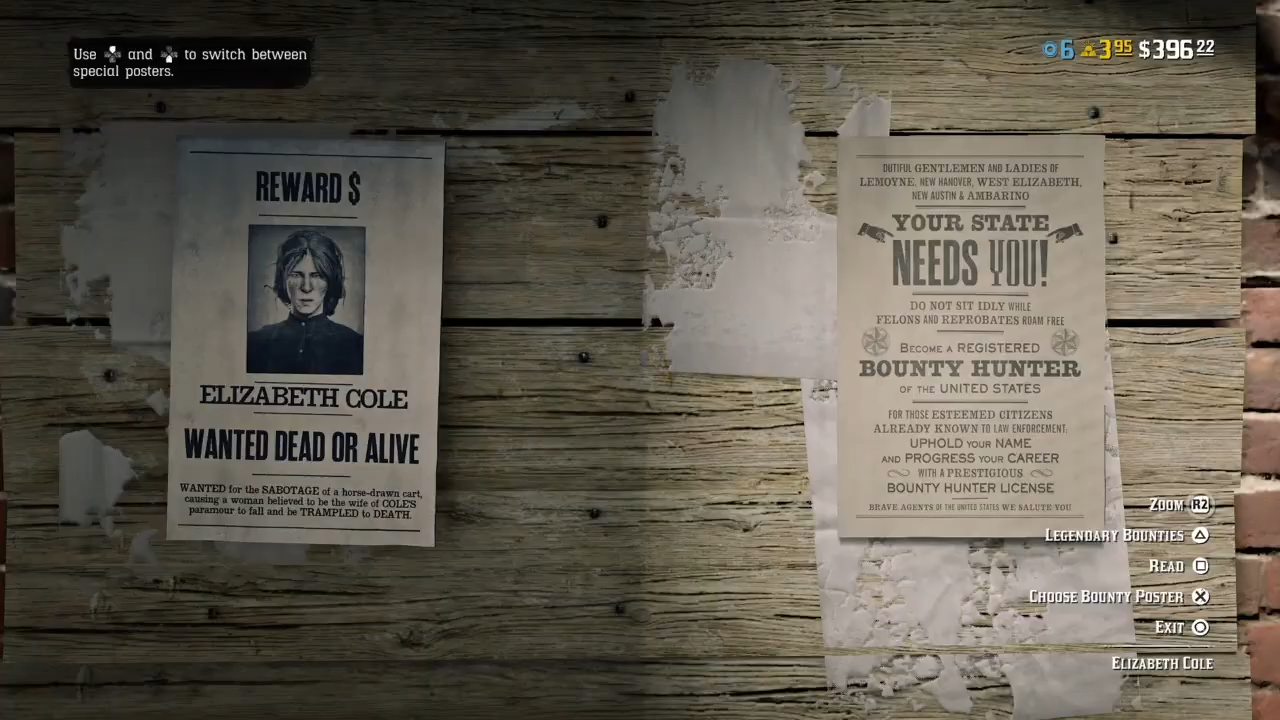 Use and to switch between
special posters.
6 3.95 $396.22
REWARD $
ELIZABETH COLE
WANTED DEAD OR ALIVE
WANTED for the SABOTAGE of a horse-drawn cart,
causing a woman believed to be the wife of COLE'S
paramour to fall and be TRAMPLED to DEATH.
DUTIFUL GENTLEMEN AND LADIES OF
LEMOYNE, NEW HANOVER, WEST ELIZABETH,
NEW AUSTIN & AMBARINO
YOUR STATE
NEEDS YOU!
DO NOT SIT IDLY WHILE
FELONS AND REPROBATES ROAM FREE
BECOME A REGISTERED
BOUNTY HUNTER
OF THE UNITED STATES
FOR THOSE ESTEEMED CITIZENS
ALREADY KNOWN TO LAW ENFORCEMENT:
UPHOLD YOUR NAME
AND PROGRESS YOUR CAREER
WITH A PRESTIGIOUS
BOUNTY HUNTER LICENSE
BRAVE AGENTS OF THE UNITED STATES WE SALUTE YOU
ZOOM R2
LEGENDARY BOUNTIES
READ
CHOOSE BOUNTY POSTER
EXIT
ELIZABETH COLE